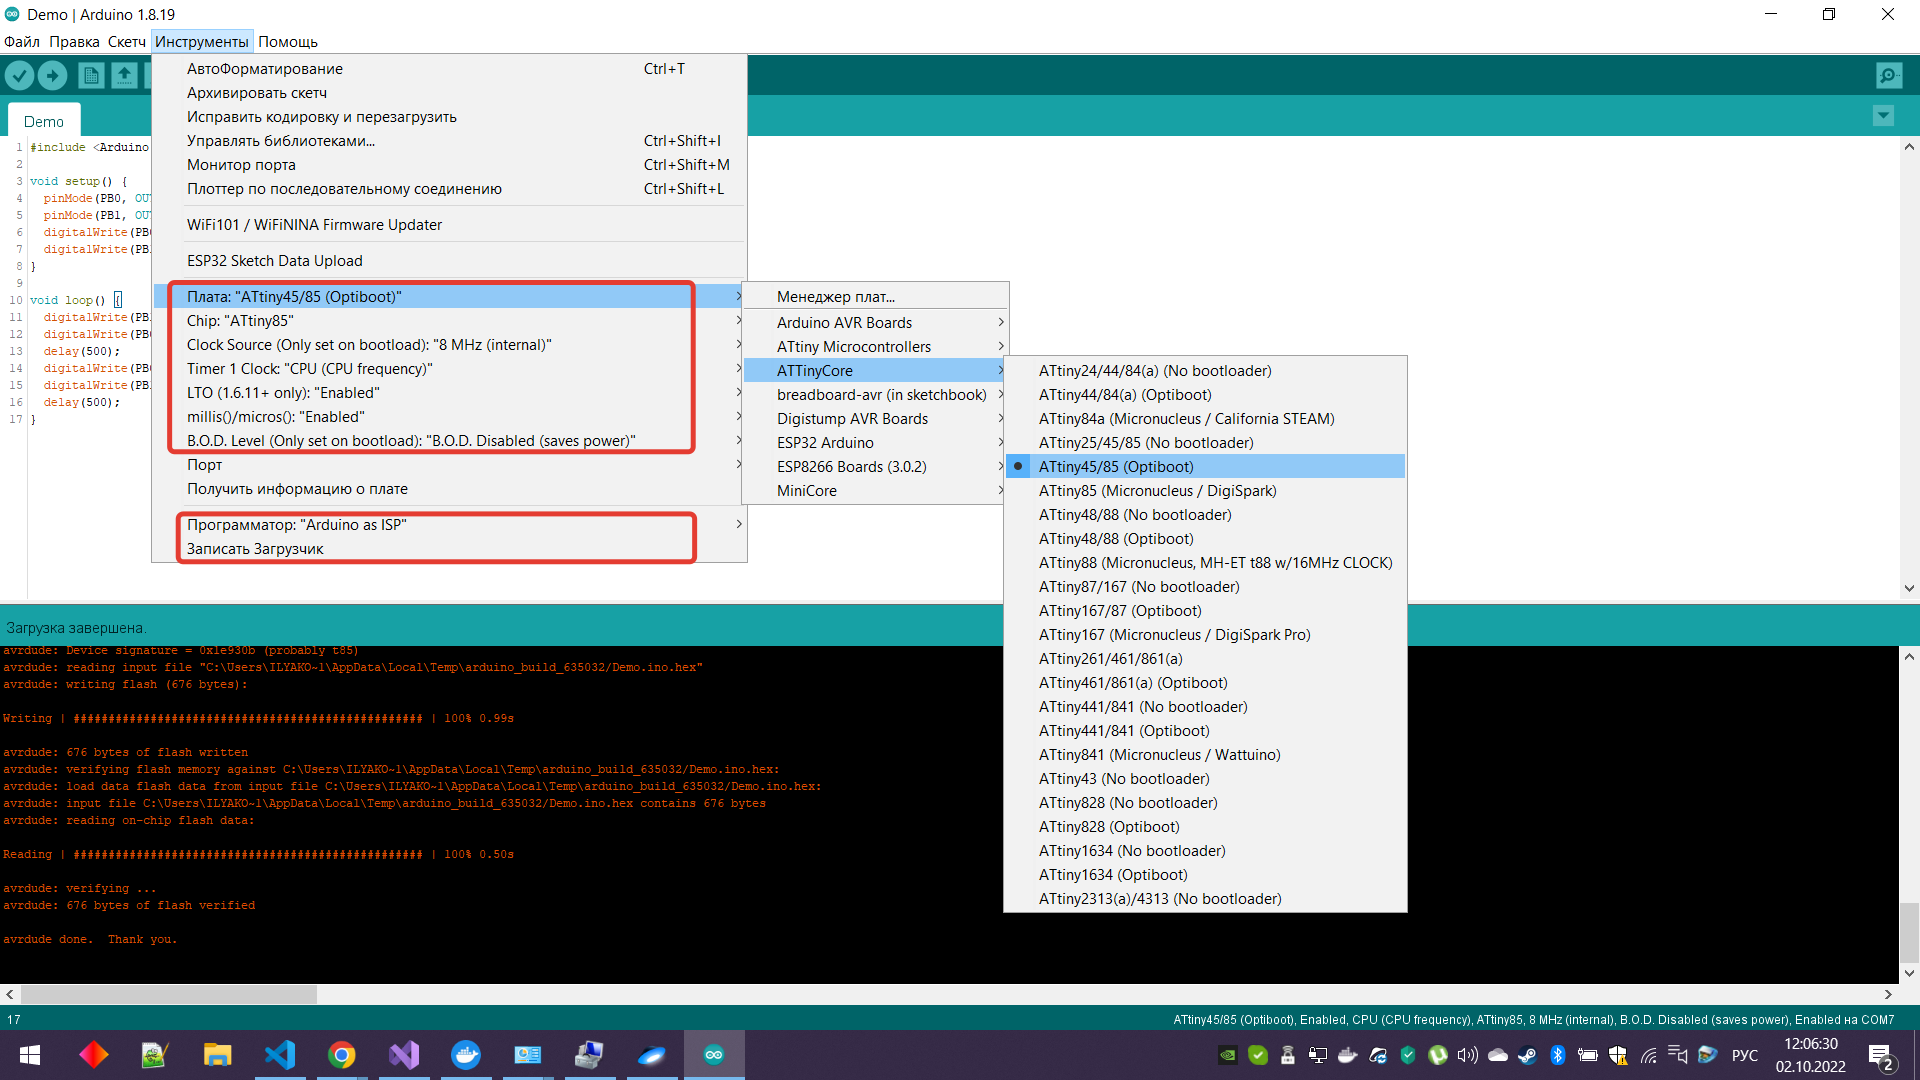 Demo | Arduino 1.8.19
Файл Правка Скетч Инструменты Помощь
АвтоФорматирование Ctrl+T
Архивировать скетч
Исправить кодировку и перезагрузить
Управлять библиотеками... Ctrl+Shift+I
Монитор порта Ctrl+Shift+M
Плоттер по последовательному соединению Ctrl+Shift+L
WiFi101 / WiFiNINA Firmware Updater
ESP32 Sketch Data Upload
Плата: "ATtiny45/85 (Optiboot)"
Chip: "ATtiny85"
Clock Source (Only set on bootload): "8 MHz (internal)"
Timer 1 Clock: "CPU (CPU frequency)"
LTO (1.6.11+ only): "Enabled"
millis()/micros(): "Enabled"
B.O.D. Level (Only set on bootload): "B.O.D. Disabled (saves power)"
Порт
Получить информацию о плате
Программатор: "Arduino as ISP"
Записать Загрузчик
Менеджер плат...
Arduino AVR Boards
ATtiny Microcontrollers
ATTinyCore
breadboard-avr (in sketchbook)
Digistump AVR Boards
ESP32 Arduino
ESP8266 Boards (3.0.2)
MiniCore
ATtiny24/44/84(a) (No bootloader)
ATtiny44/84(a) (Optiboot)
ATtiny84a (Micronucleus / California STEAM)
ATtiny25/45/85 (No bootloader)
ATtiny45/85 (Optiboot)
ATtiny85 (Micronucleus / DigiSpark)
ATtiny48/88 (No bootloader)
ATtiny48/88 (Optiboot)
ATtiny88 (Micronucleus, MH-ET t88 w/16MHz CLOCK)
ATtiny87/167 (No bootloader)
ATtiny167/87 (Optiboot)
ATtiny167 (Micronucleus / DigiSpark Pro)
ATtiny261/461/861(a)
ATtiny461/861(a) (Optiboot)
ATtiny441/841 (No bootloader)
ATtiny441/841 (Optiboot)
ATtiny841 (Micronucleus / Wattuino)
ATtiny43 (No bootloader)
ATtiny828 (No bootloader)
ATtiny828 (Optiboot)
ATtiny1634 (No bootloader)
ATtiny1634 (Optiboot)
ATtiny2313(a)/4313 (No bootloader)
Demo
1 #include <Arduino
2
3 void setup() {
4 pinMode(PB0, OUT
5 pinMode(PB1, OUT
6 digitalWrite(PB
7 digitalWrite(PB
8 }
9
10 void loop() {
11 digitalWrite(PB
12 digitalWrite(PB
13 delay(500);
14 digitalWrite(PB
15 digitalWrite(PB
16 delay(500);
17 }
Загрузка завершена.
avrdude: Device signature = 0x1e930b (probably t85)
avrdude: reading input file "C:\Users\ILYAKO~1\AppData\Local\Temp\arduino_build_635032/Demo.ino.hex"
avrdude: writing flash (676 bytes):
Writing | ################################################## | 100% 0.99s
avrdude: 676 bytes of flash written
avrdude: verifying flash memory against C:\Users\ILYAKO~1\AppData\Local\Temp\arduino_build_635032/Demo.ino.hex:
avrdude: load data flash data from input file C:\Users\ILYAKO~1\AppData\Local\Temp\arduino_build_635032/Demo.ino.hex:
avrdude: input file C:\Users\ILYAKO~1\AppData\Local\Temp\arduino_build_635032/Demo.ino.hex contains 676 bytes
avrdude: reading on-chip flash data:
Reading | ################################################## | 100% 0.50s
avrdude: verifying ...
avrdude: 676 bytes of flash verified
avrdude done.  Thank you.
17
ATtiny45/85 (Optiboot), Enabled, CPU (CPU frequency), ATtiny85, 8 MHz (internal), B.O.D. Disabled (saves power), Enabled на COM7
РУС
12:06:30
02.10.2022
2